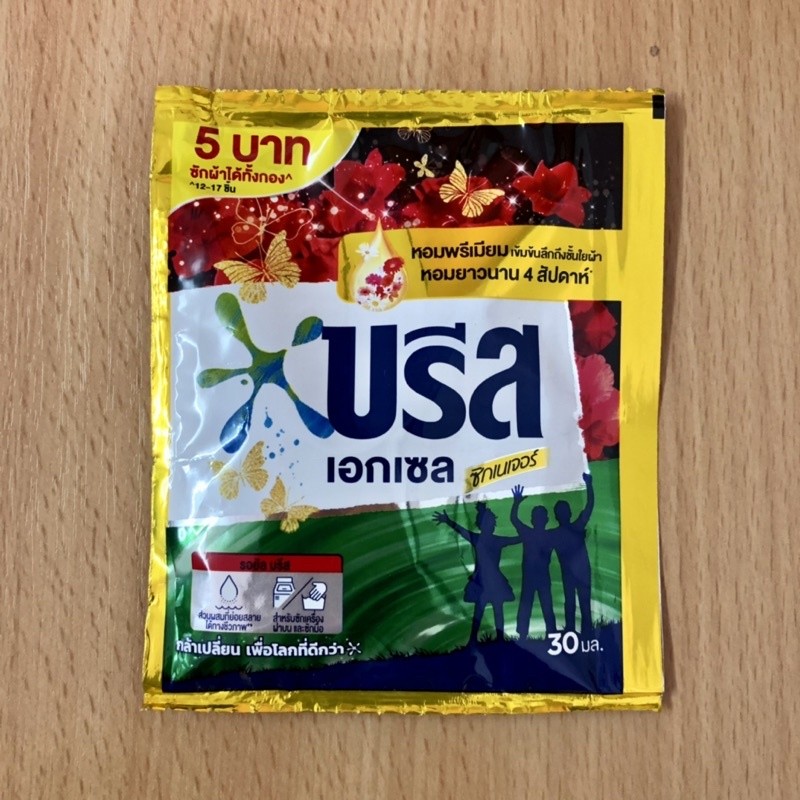 5 บาท
ซักผ้าได้ทั้งกอง^
^12-17 ชิ้น
หอมพรีเมียม เข้มข้นลึกถึงชั้นใยผ้า
หอมยาวนาน 4 สัปดาห์*
บรีส
เอกเซล
ซิกเนเจอร์
รอยัล บรีส
ส่วนผสมที่ย่อยสลาย
ได้ทางชีวภาพ**
สำหรับซักเครื่อง
ฝาบน และซักมือ
กล้าเปลี่ยน เพื่อโลกที่ดีกว่า
30 มล.